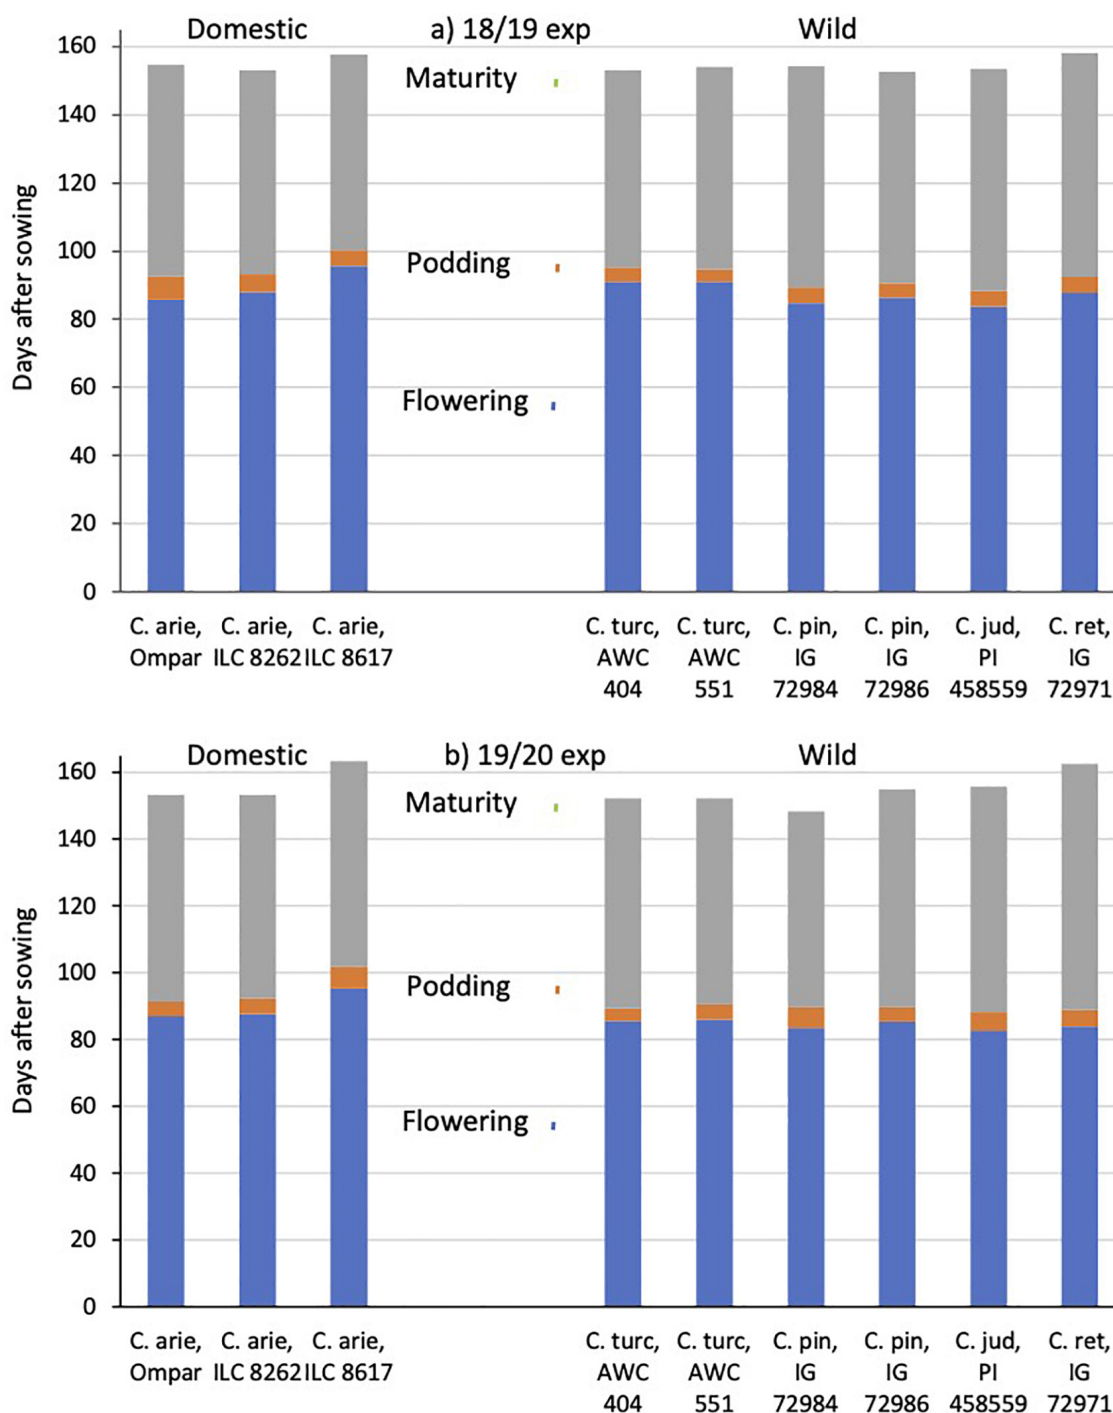 Domestic a) 18/19 exp Wild
160
Maturity
140
120
100
Podding
80
Flowering
60
40
20
0
Days after sowing
C. arie, C. arie, C. arie, C. turc, C. turc, C. pin, C. pin, C. jud, C. ret,
Ompar ILC 8262 ILC 8617 AWC AWC IG IG PI IG
404 551 72984 72986 458559 72971
Domestic b) 19/20 exp Wild
160
Maturity
140
120
100
Podding
80
60
Flowering
40
20
0
Days after sowing
C. arie, C. arie, C. arie, C. turc, C. turc, C. pin, C. pin, C. jud, C. ret,
Ompar ILC 8262 ILC 8617 AWC AWC IG IG PI IG
404 551 72984 72986 458559 72971